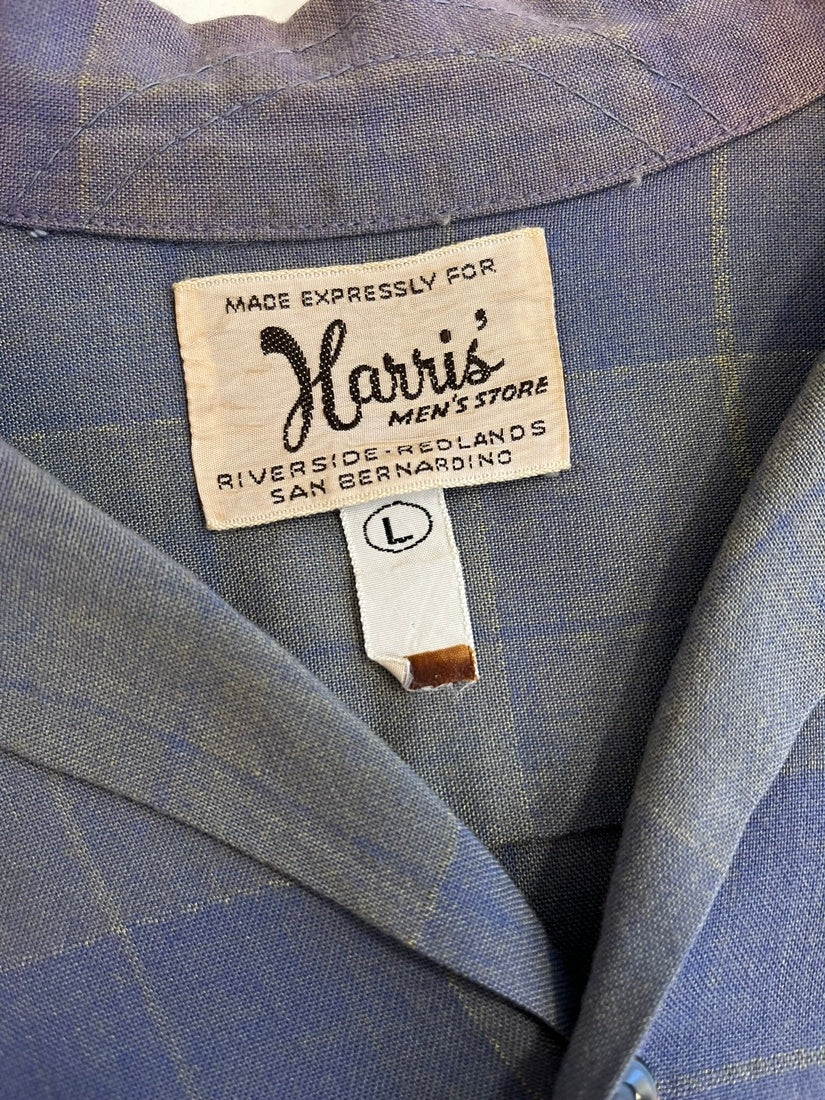 MADE EXPRESSLY FOR
Harris'
MEN'S STORE
RIVERSIDE-REDLANDS
SAN BERNARDINO
L